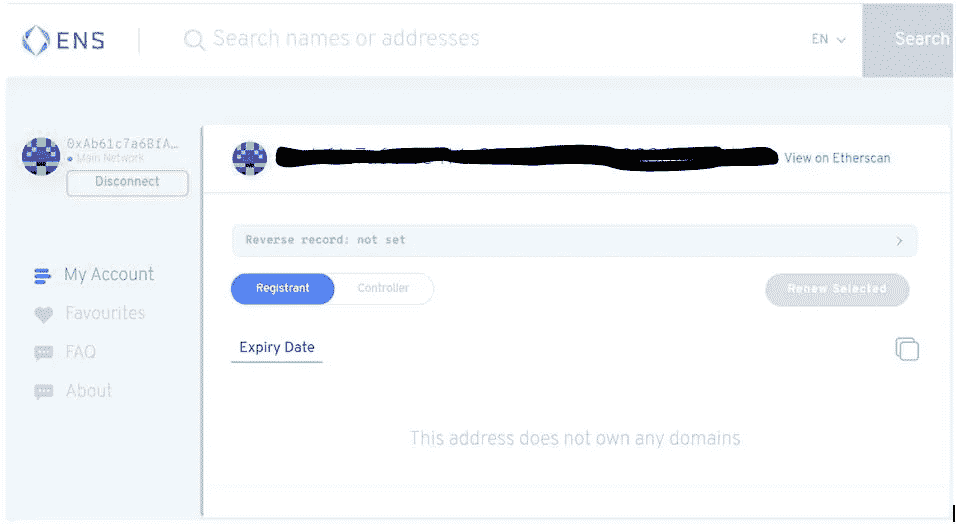 ENS
Search names or addresses
EN
Search
0xAb61c7a6BfA...
Main Network
Disconnect
View on Etherscan
Reverse record: not set
Registrant
Controller
Renew Selected
My Account
Favourites
FAQ
About
Expiry Date
This address does not own any domains